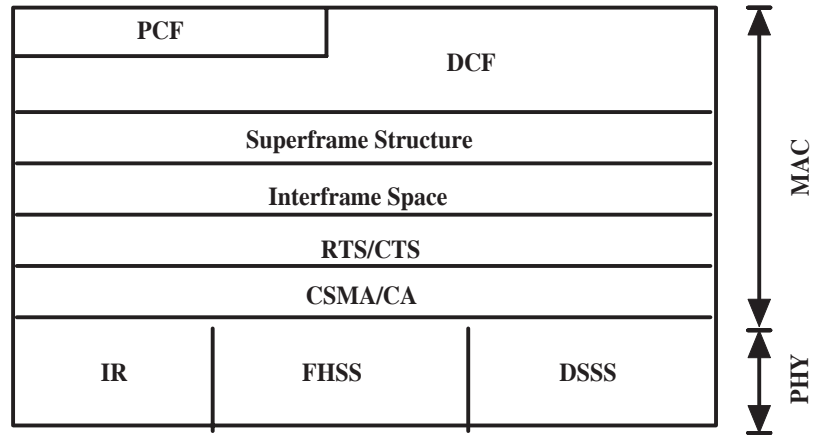 PCF
DCF
Superframe Structure
Interframe Space
RTS/CTS
CSMA/CA
IR
FHSS
DSSS
MAC
PHY